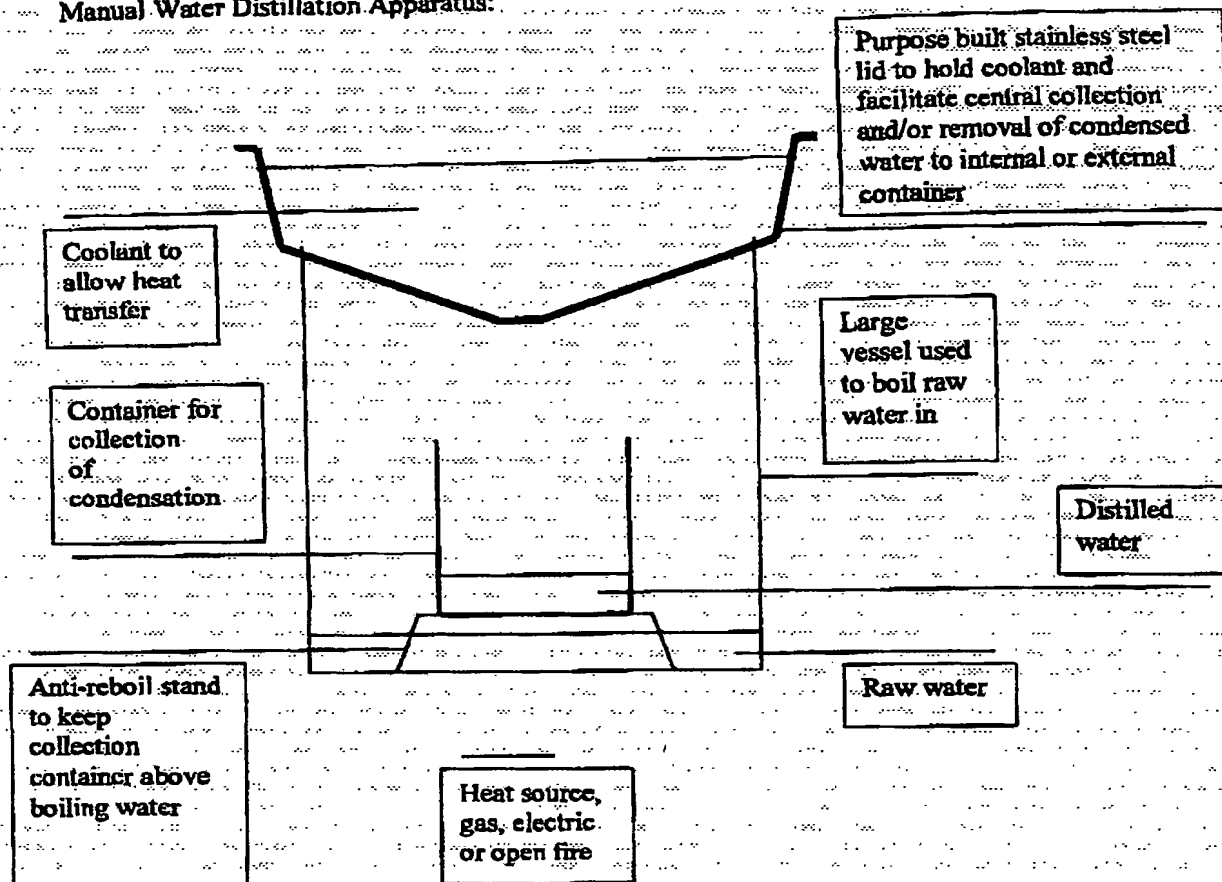 Manual Water Distillation Apparatus:
Purpose built stainless steel
lid to hold coolant and
facilitate central collection
and/or removal of condensed
water to internal or external
container
Coolant to
allow heat
transfer
Large
vessel used
to boil raw
water in
Container for
collection
of
condensation
Distilled
water
Anti-reboil stand
to keep
collection
container above
boiling water
Raw water
Heat source,
gas, electric
or open fire